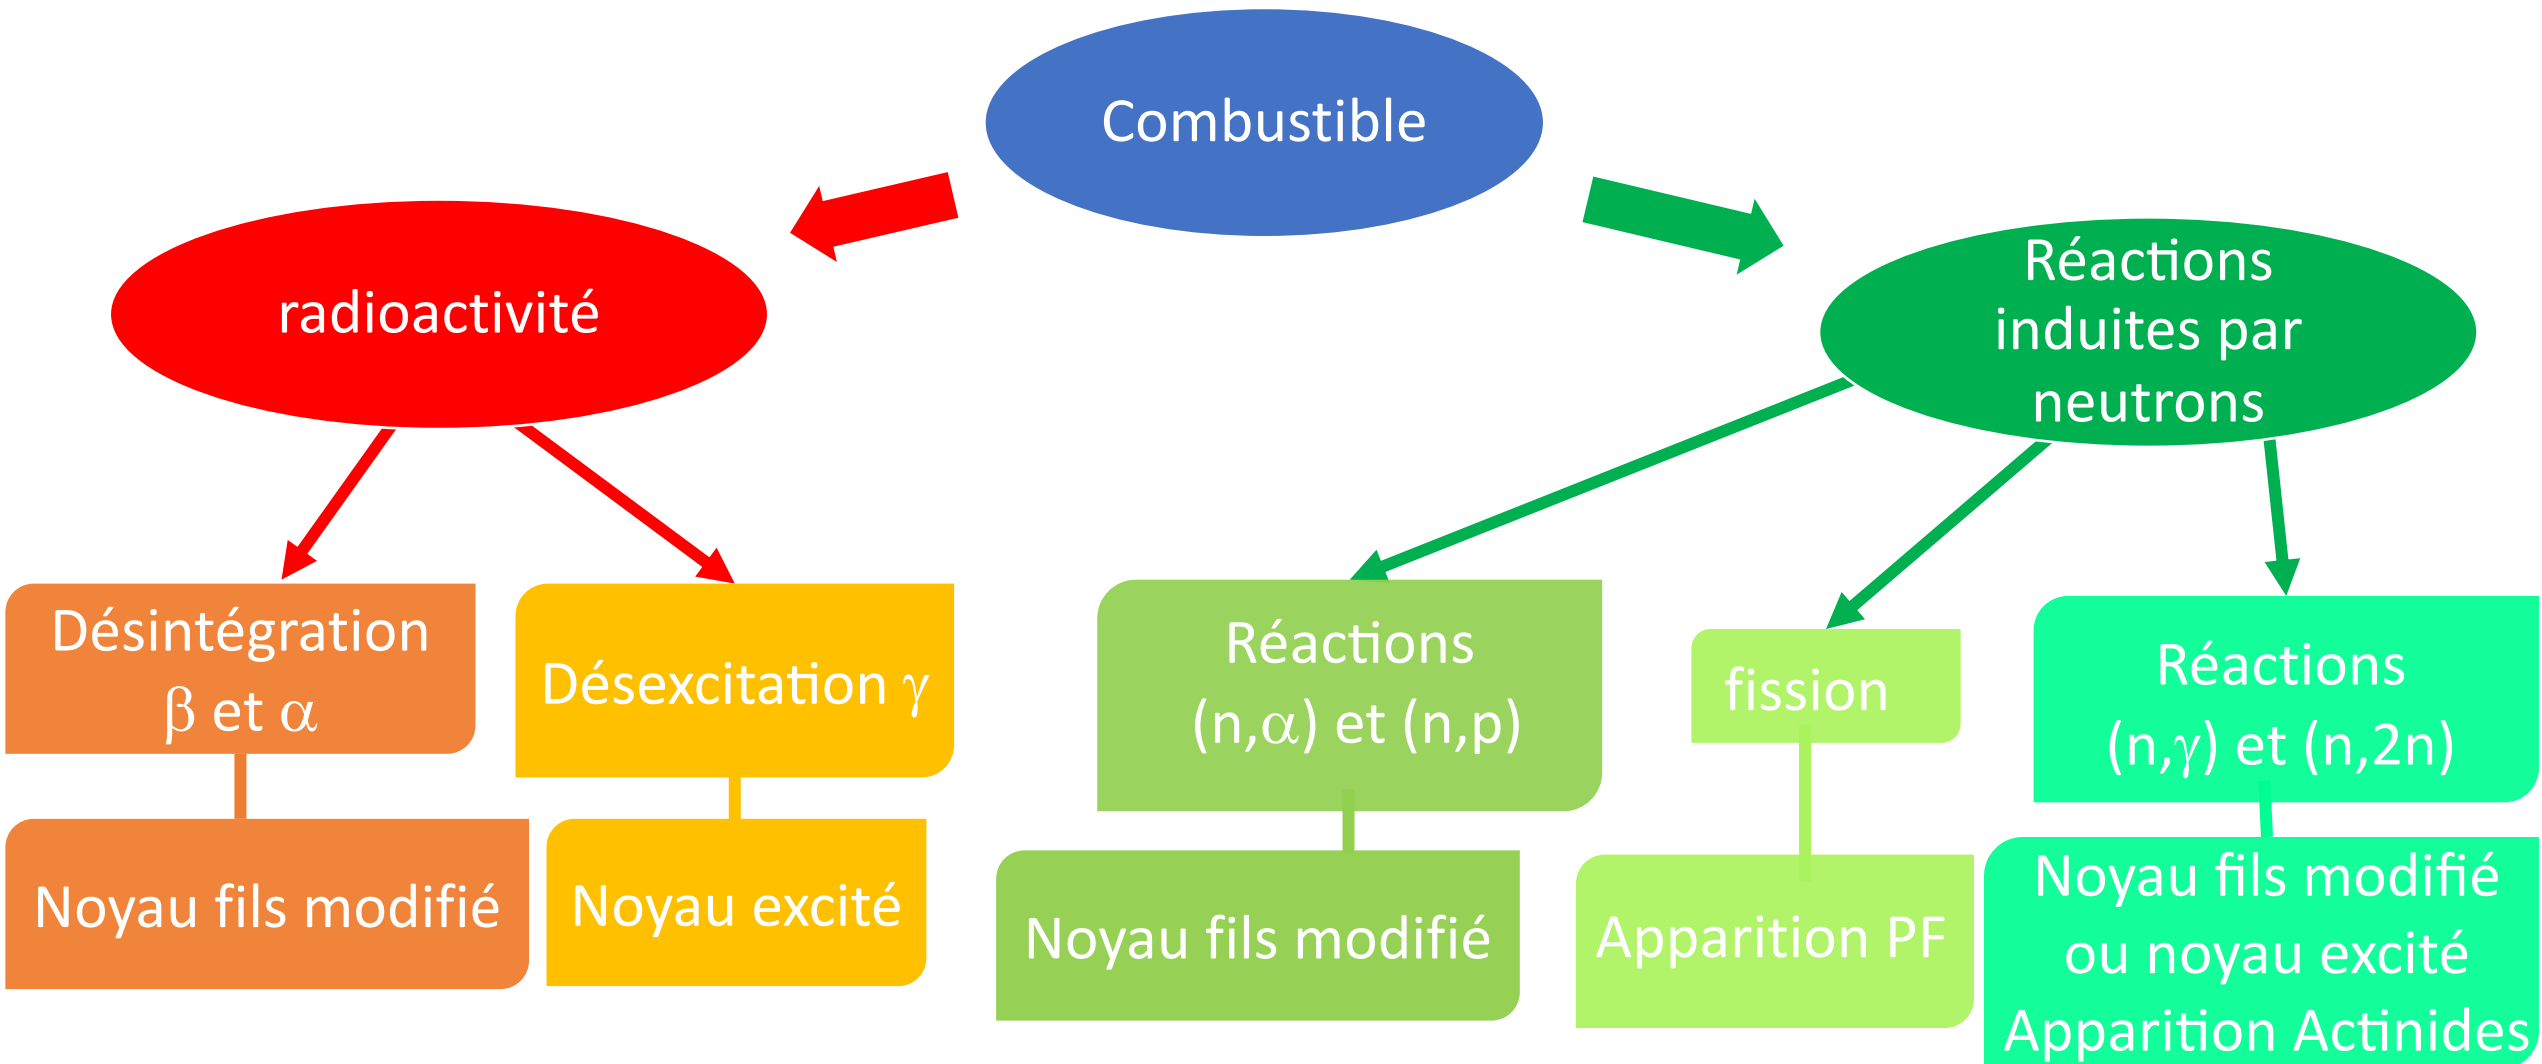 Combustible
radioactivité
Réactions
induites par
neutrons
Désintégration
β et α
Désexcitation γ
Réactions
(n,α) et (n,p)
fission
Réactions
(n,γ) et (n,2n)
Noyau fils modifié
Noyau excité
Noyau fils modifié
Apparition PF
Noyau fils modifié
ou noyau excité
Apparition Actinides